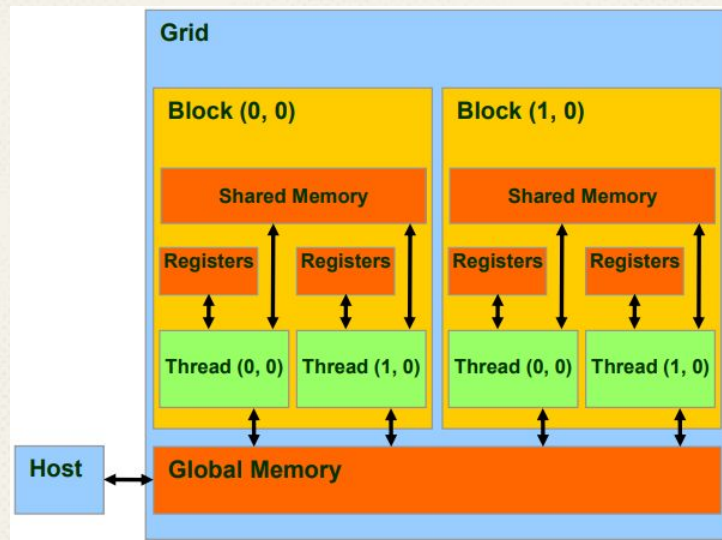 Grid
Block (0, 0)
Block (1, 0)
Shared Memory
Shared Memory
Registers
Registers
Registers
Registers
Thread (0, 0)
Thread (1, 0)
Thread (0, 0)
Thread (1, 0)
Host
Global Memory